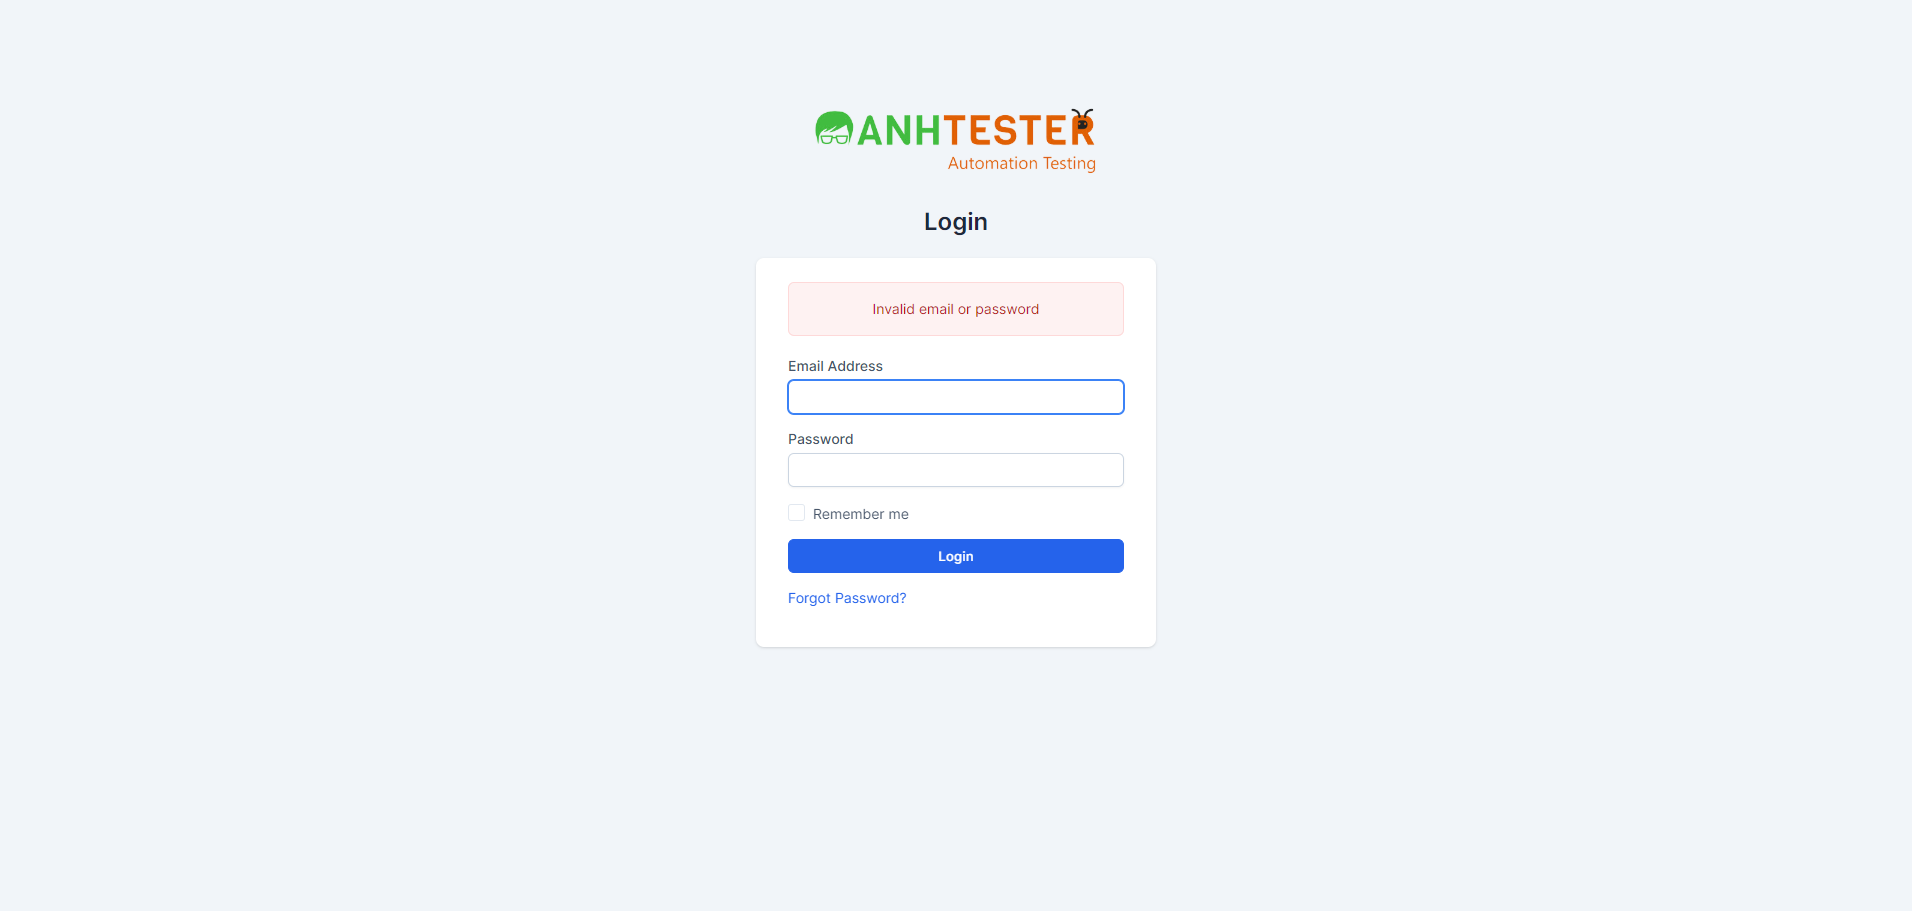 ANHTESTER
Automation Testing
Login
Invalid email or password
Email Address
Password
Remember me
Login
Forgot Password?